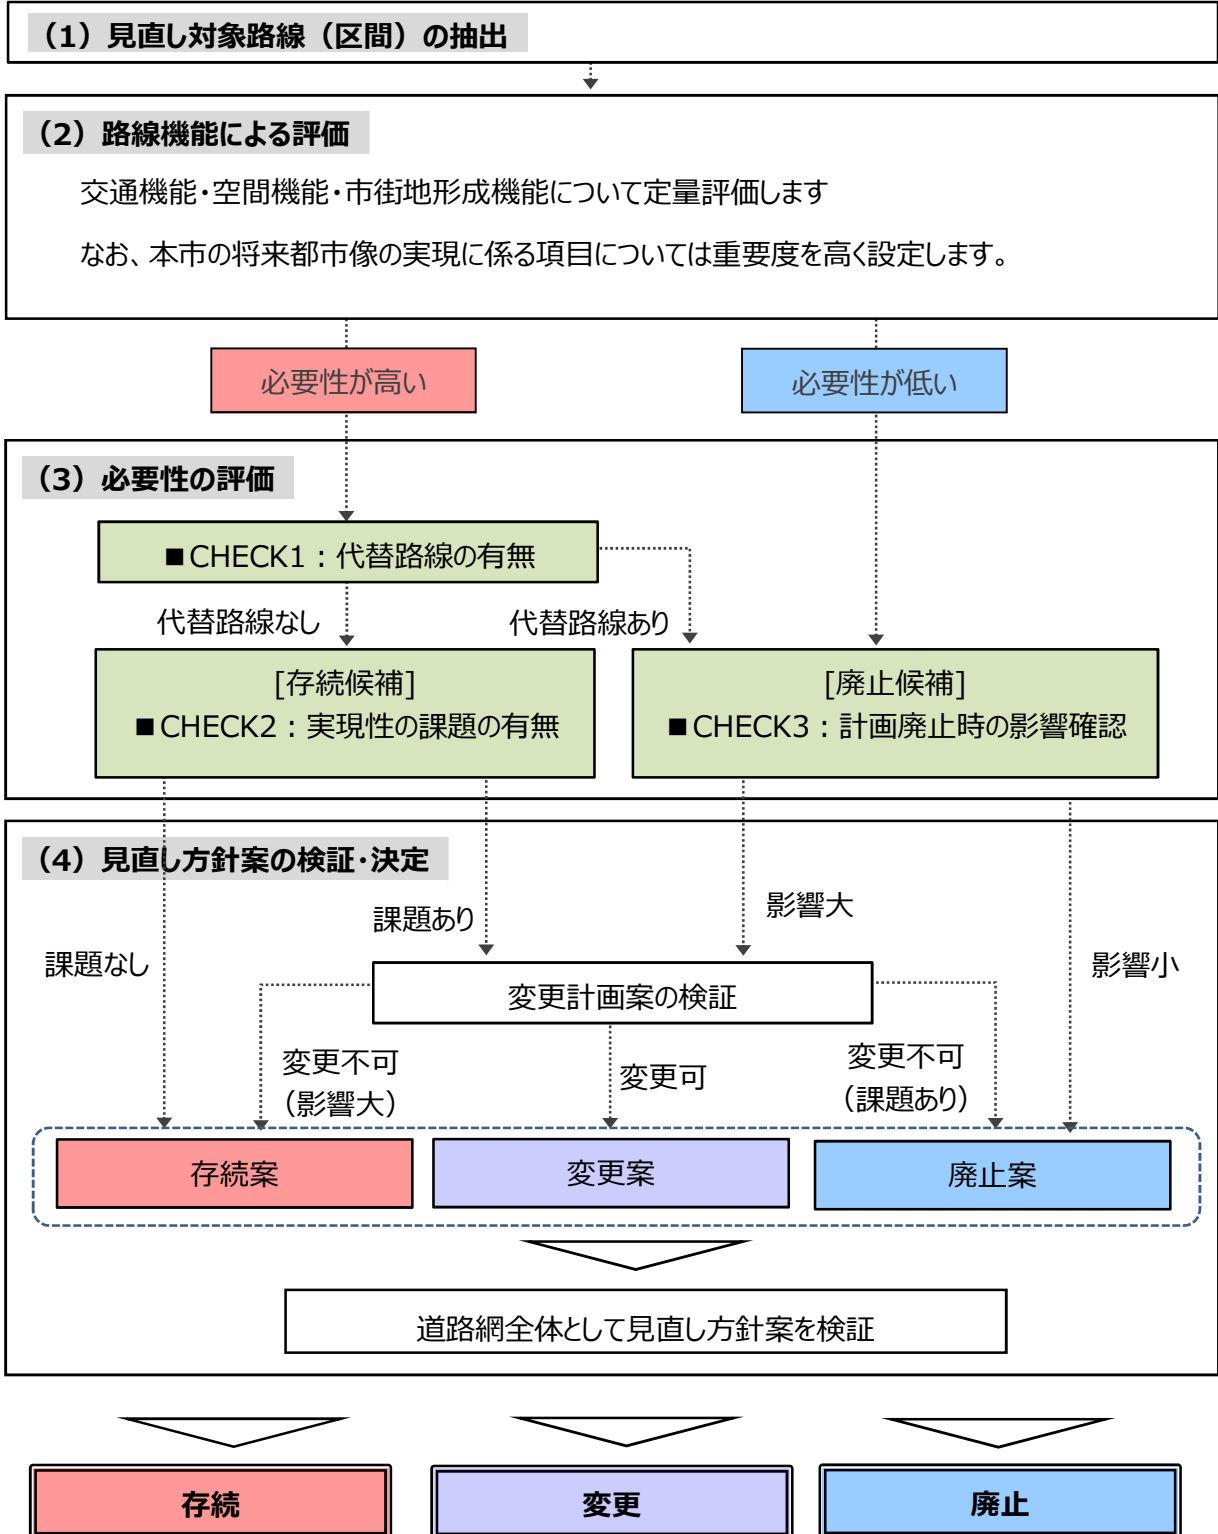 （1）見直し対象路線（区間）の抽出
（2）路線機能による評価
交通機能・空間機能・市街地形成機能について定量評価します
なお、本市の将来都市像の実現に係る項目については重要度を高く設定します。
必要性が高い
必要性が低い
（3）必要性の評価
■CHECK1：代替路線の有無
代替路線なし
代替路線あり
[存続候補]
■CHECK2：実現性の課題の有無
[廃止候補]
■CHECK3：計画廃止時の影響確認
（4）見直し方針案の検証・決定
課題なし
課題あり
影響大
影響小
変更計画案の検証
変更不可
（影響大）
変更可
変更不可
（課題あり）
存続案
変更案
廃止案
道路網全体として見直し方針案を検証
存続
変更
廃止